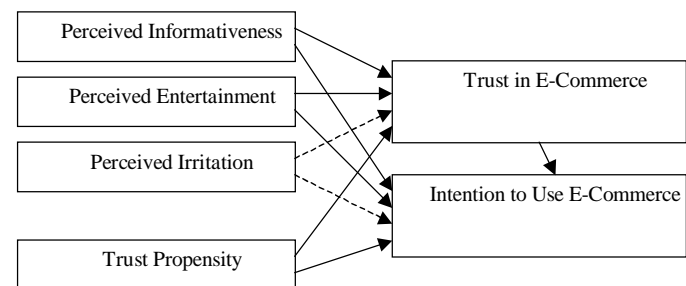 Perceived Informativeness
Perceived Entertainment
Perceived Irritation
Trust Propensity
Trust in E-Commerce
Intention to Use E-Commerce